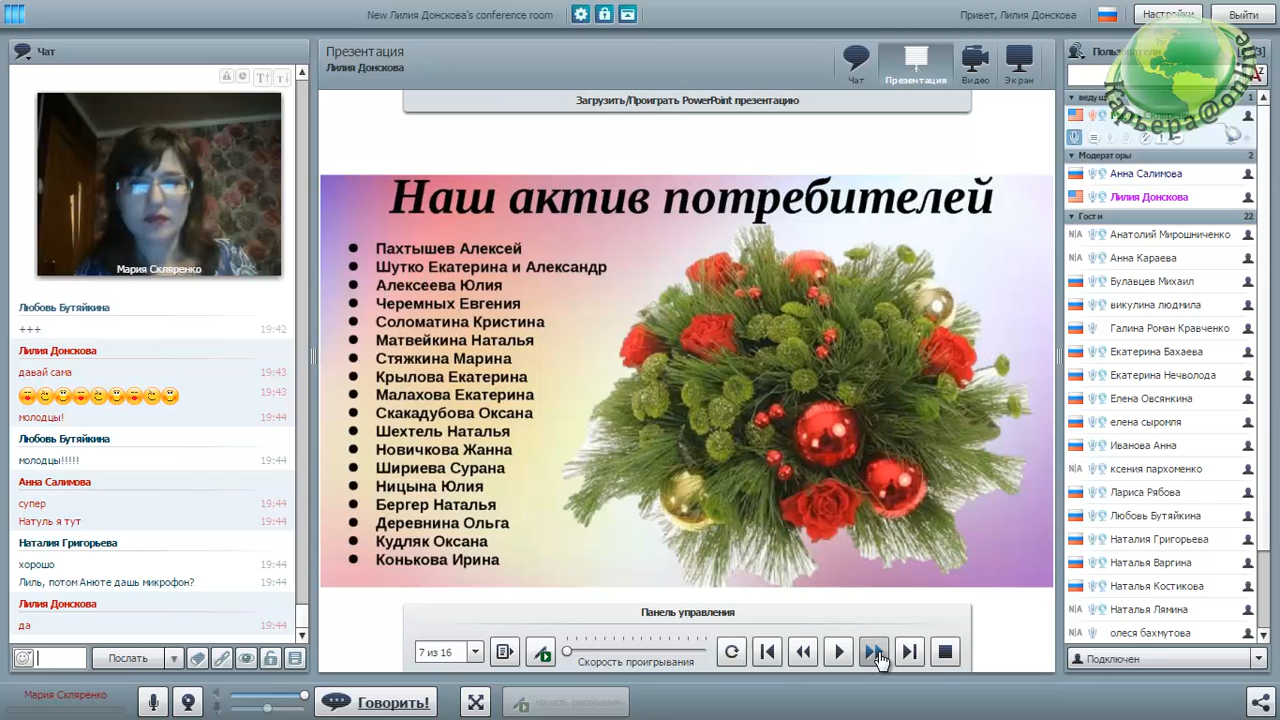 New Лилия Донскова's conference room
Привет, Лилия Донскова
Настройки
Выйти
Чат
Мария Скляренко
Любовь Бутяйкина
+++ 19:42
Лилия Донскова
давай сама 19:43
19:43
молодцы! 19:44
Любовь Бутяйкина
молодцы!!!!! 19:44
Анна Салимова
супер 19:44
Натуль я тут 19:44
Наталия Григорьева
хорошо 19:44
Лиль, потом Анюте дашь микрофон? 19:44
Лилия Донскова
да 19:44
Послать
Презентация
Лилия Донскова
Чат
Презентация
Видео
Экран
Загрузить/Проиграть PowerPoint презентацию
Наш актив потребителей
Пахтышев Алексей
Шутко Екатерина и Александр
Алексеева Юлия
Черемных Евгения
Соломатина Кристина
Матвейкина Наталья
Стяжкина Марина
Крылова Екатерина
Малахова Екатерина
Скакадубова Оксана
Шехтель Наталья
Новичкова Жанна
Шириева Сурана
Ницына Юлия
Бергер Наталья
Деревнина Ольга
Кудляк Оксана
Конькова Ирина
Панель управления
7 из 16
Скорость проигрывания
карьера@online
Модераторы 2
Анна Салимова
Лилия Донскова
Гости 22
N/A Анатолий Мирошниченко
N/A Анна Караева
Булавцев Михаил
викулина людмила
N/A Галина Роман Кравченко
Екатерина Бахаева
Екатерина Нечволода
Елена Овсянкина
елена сыромля
Иванова Анна
N/A ксения пархоменко
Лариса Рябова
Любовь Бутяйкина
Наталия Григорьева
Наталья Варгина
Наталья Костикова
N/A Наталья Лямина
N/A олеся бахмутова
Подключен
Мария Скляренко
Говорить!